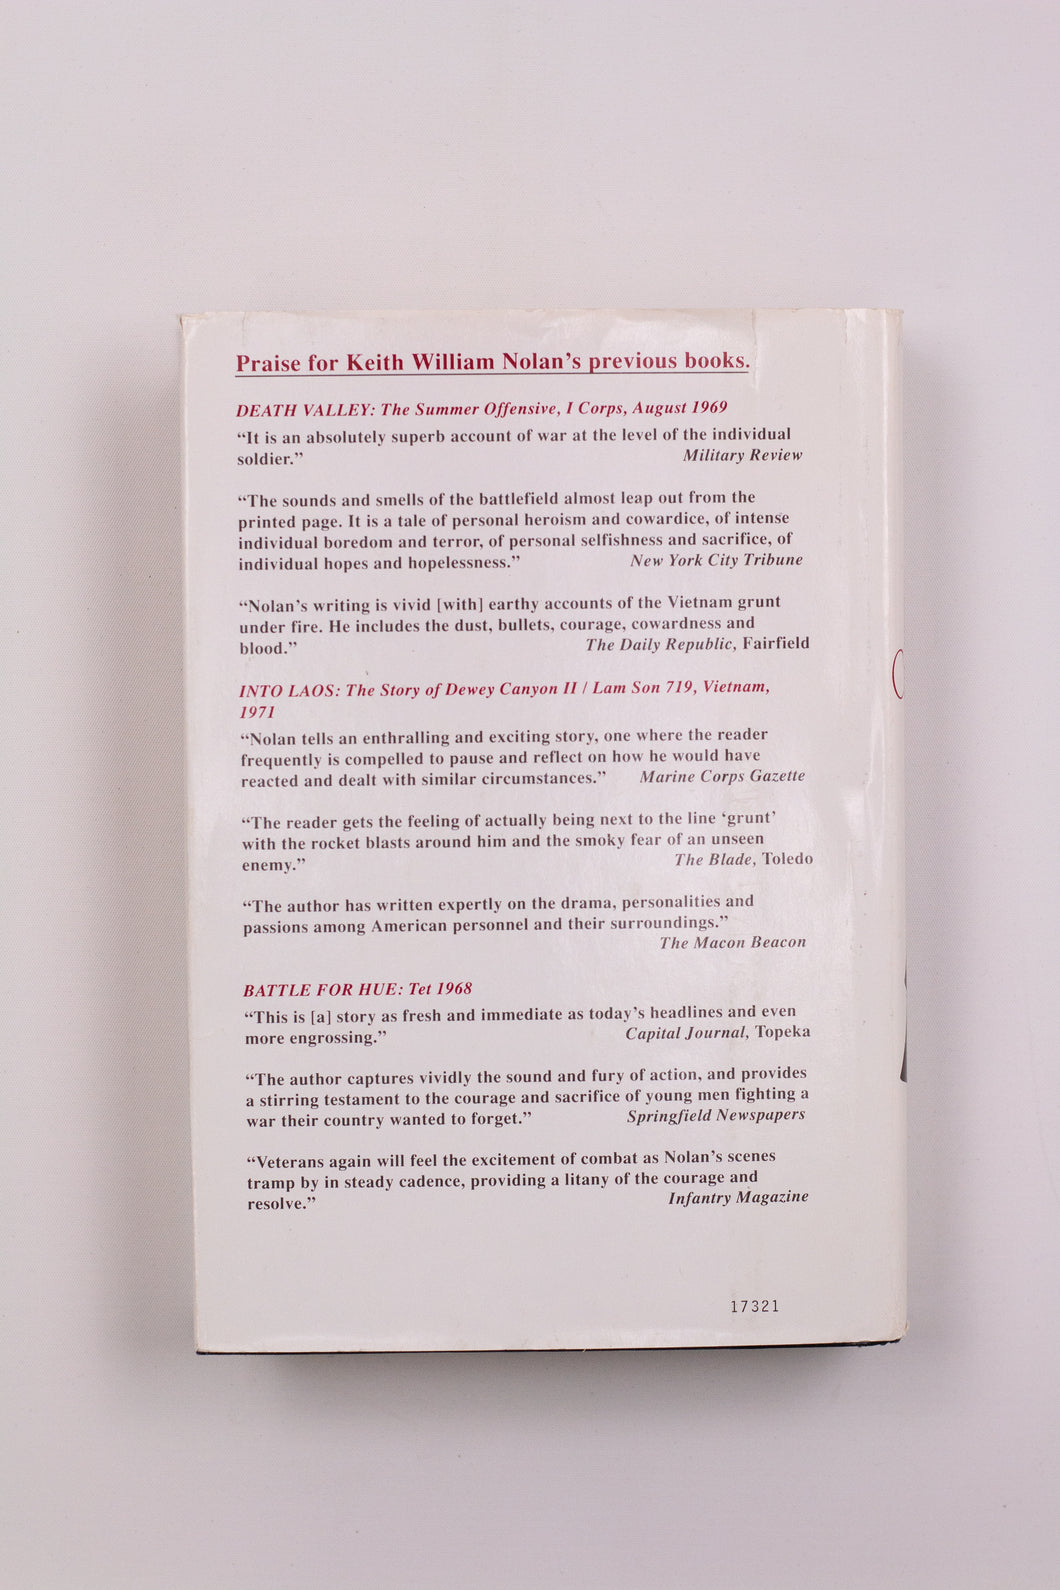 Praise for Keith William Nolan's previous books.
DEATH VALLEY: The Summer Offensive, I Corps, August 1969
“It is an absolutely superb account of war at the level of the individual
soldier.” Military Review
“The sounds and smells of the battlefield almost leap out from the
printed page. It is a tale of personal heroism and cowardice, of intense
individual boredom and terror, of personal selfishness and sacrifice, of
individual hopes and hopelessness.” New York City Tribune
“Nolan's writing is vivid [with] earthy accounts of the Vietnam grunt
under fire. He includes the dust, bullets, courage, cowardness and
blood.” The Daily Republic, Fairfield
INTO LAOS: The Story of Dewey Canyon II / Lam Son 719, Vietnam,
1971
“Nolan tells an enthralling and exciting story, one where the reader
frequently is compelled to pause and reflect on how he would have
reacted and dealt with similar circumstances.” Marine Corps Gazette
“The reader gets the feeling of actually being next to the line ‘grunt’
with the rocket blasts around him and the smoky fear of an unseen
enemy.” The Blade, Toledo
“The author has written expertly on the drama, personalities and
passions among American personnel and their surroundings.”
The Macon Beacon
BATTLE FOR HUE: Tet 1968
“This is [a] story as fresh and immediate as today's headlines and even
more engrossing.” Capital Journal, Topeka
“The author captures vividly the sound and fury of action, and provides
a stirring testament to the courage and sacrifice of young men fighting a
war their country wanted to forget.” Springfield Newspapers
“Veterans again will feel the excitement of combat as Nolan's scenes
tramp by in steady cadence, providing a litany of the courage and
resolve.” Infantry Magazine
17321